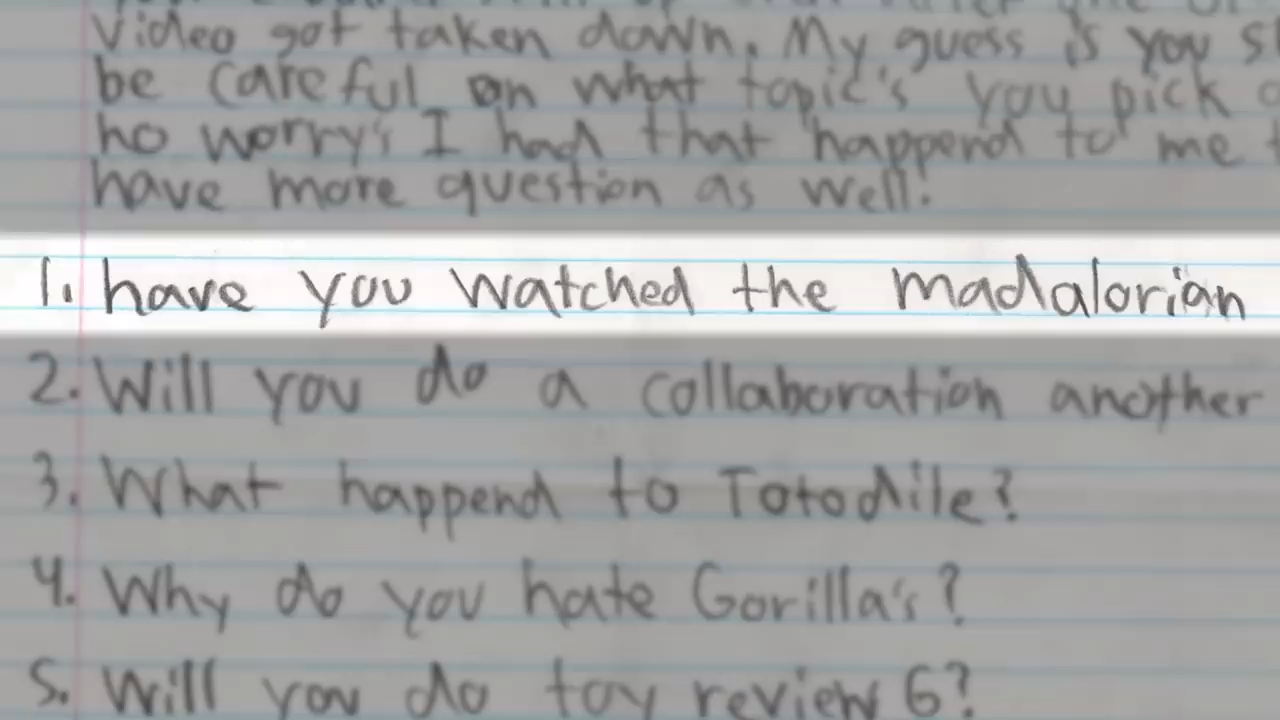 video got taken down. My guess is you
be careful on what topic's you pick
no worry's I had that happend to me
have more question as well!
1. have you watched the madalorian
2. Will you do a collaboration another
3. What happend to Totodile?
4. Why do you hate Gorilla's?
5. Will you do toy review 6?